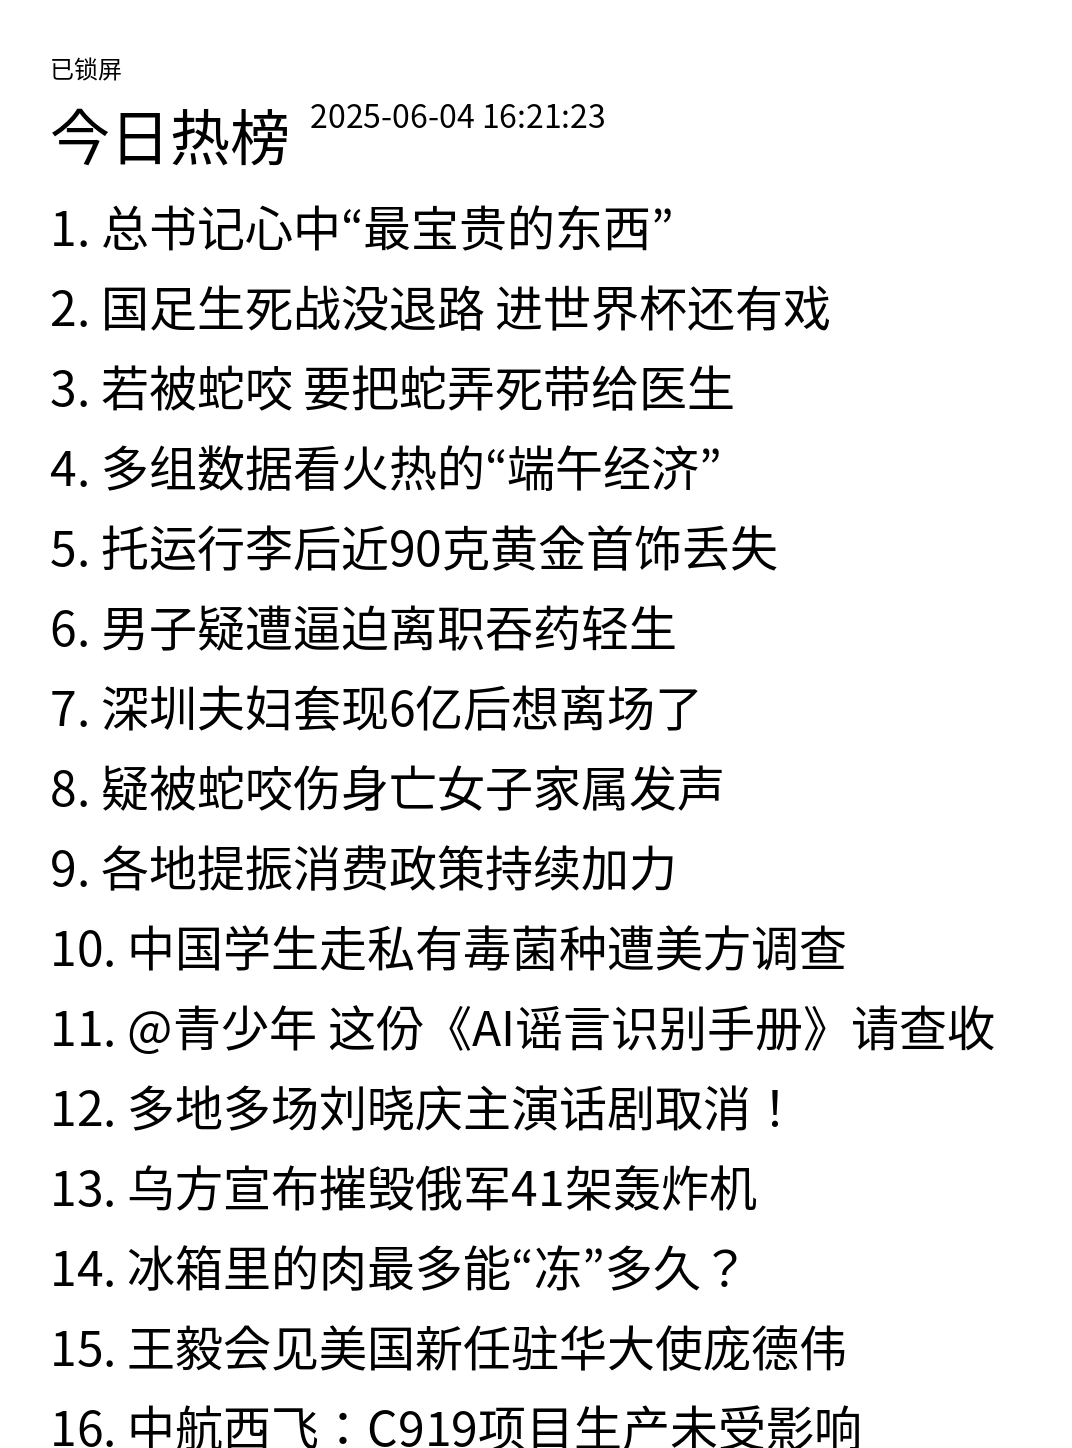 已锁屏
今日热榜 2025-06-04 16:21:23
1. 总书记心中“最宝贵的东西”
2. 国足生死战没退路 进世界杯还有戏
3. 若被蛇咬 要把蛇弄死带给医生
4. 多组数据看火热的“端午经济”
5. 托运行李后近90克黄金首饰丢失
6. 男子疑遭逼迫离职吞药轻生
7. 深圳夫妇套现6亿后想离场了
8. 疑被蛇咬伤身亡女子家属发声
9. 各地提振消费政策持续加力
10. 中国学生走私有毒菌种遭美方调查
11. @青少年 这份《AI谣言识别手册》请查收
12. 多地多场刘晓庆主演话剧取消！
13. 乌方宣布摧毁俄军41架轰炸机
14. 冰箱里的肉最多能“冻”多久？
15. 王毅会见美国新任驻华大使庞德伟
16. 中航西飞：C919项目生产未受影响